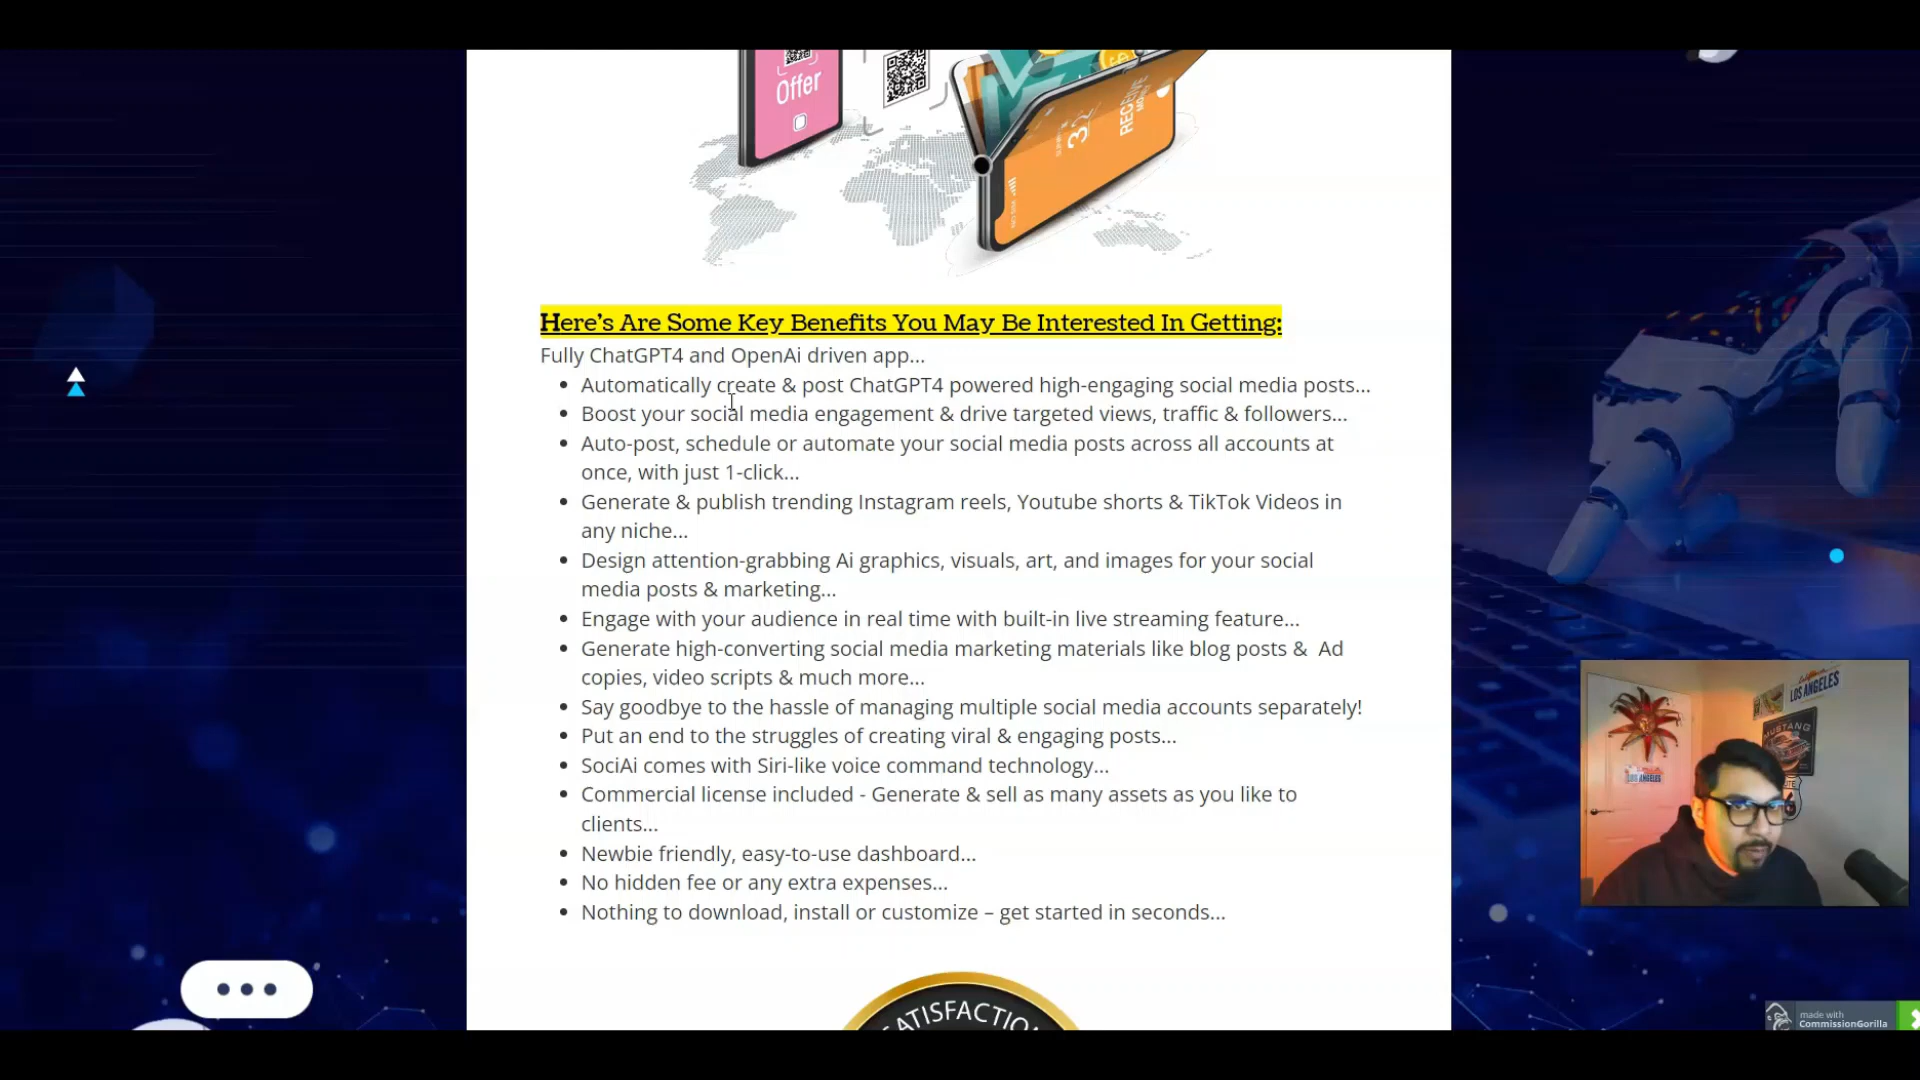 Offer
RECEIVE
Here's Are Some Key Benefits You May Be Interested In Getting:
Fully ChatGPT4 and OpenAi driven app...
Automatically create & post ChatGPT4 powered high-engaging social media posts...
Boost your social media engagement & drive targeted views, traffic & followers...
Auto-post, schedule or automate your social media posts across all accounts at
once, with just 1-click...
Generate & publish trending Instagram reels, Youtube shorts & TikTok Videos in
any niche...
Design attention-grabbing Ai graphics, visuals, art, and images for your social
media posts & marketing...
Engage with your audience in real time with built-in live streaming feature...
Generate high-converting social media marketing materials like blog posts & Ad
copies, video scripts & much more...
Say goodbye to the hassle of managing multiple social media accounts separately!
Put an end to the struggles of creating viral & engaging posts...
SociAi comes with Siri-like voice command technology...
Commercial license included - Generate & sell as many assets as you like to
clients...
Newbie friendly, easy-to-use dashboard...
No hidden fee or any extra expenses...
Nothing to download, install or customize – get started in seconds...
LOS ANGELES
MUSTANG
LOS ANGELES
made with
CommissionGorilla